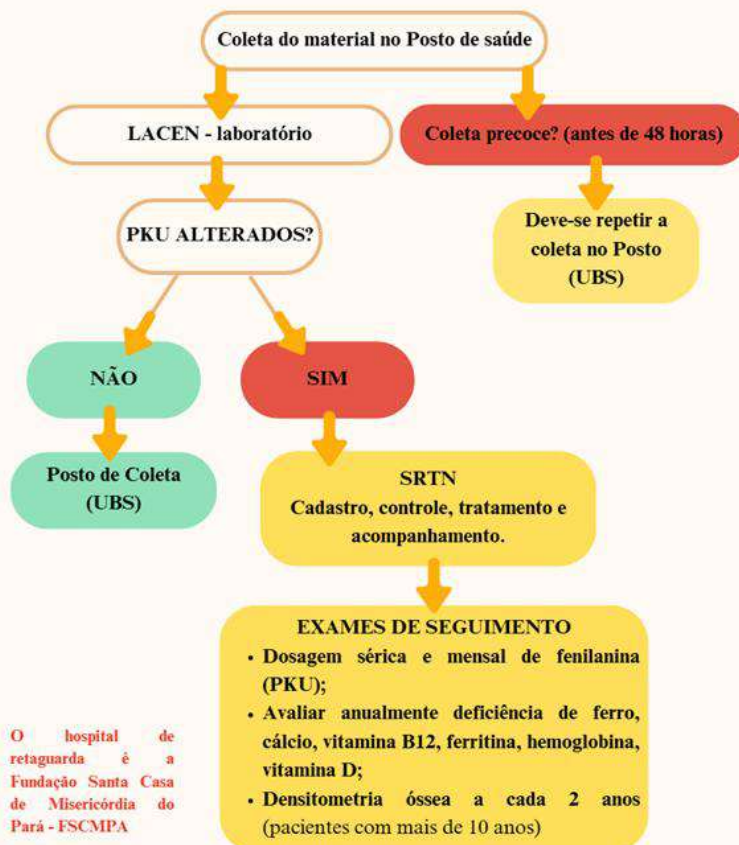 Coleta do material no Posto de saúde
LACEN - laboratório
Coleta precoce? (antes de 48 horas)
PKU ALTERADOS?
Deve-se repetir a
coleta no Posto
(UBS)
NÃO
SIM
Posto de Coleta
(UBS)
SRTN
Cadastro, controle, tratamento e
acompanhamento.
EXAMES DE SEGUIMENTO
• Dosagem sérica e mensal de fenilanina
(PKU);
• Avaliar anualmente deficiência de ferro,
cálcio, vitamina B12, ferritina, hemoglobina,
vitamina D;
• Densitometria óssea a cada 2 anos
(pacientes com mais de 10 anos)
O hospital de
retaguarda é a
Fundação Santa Casa
de Misericórdia do
Pará - FSCMPA